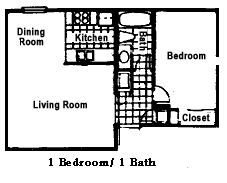 Dining
Room
Kitchen
Bath
Bedroom
Living Room
Closet
1 Bedroom/ 1 Bath